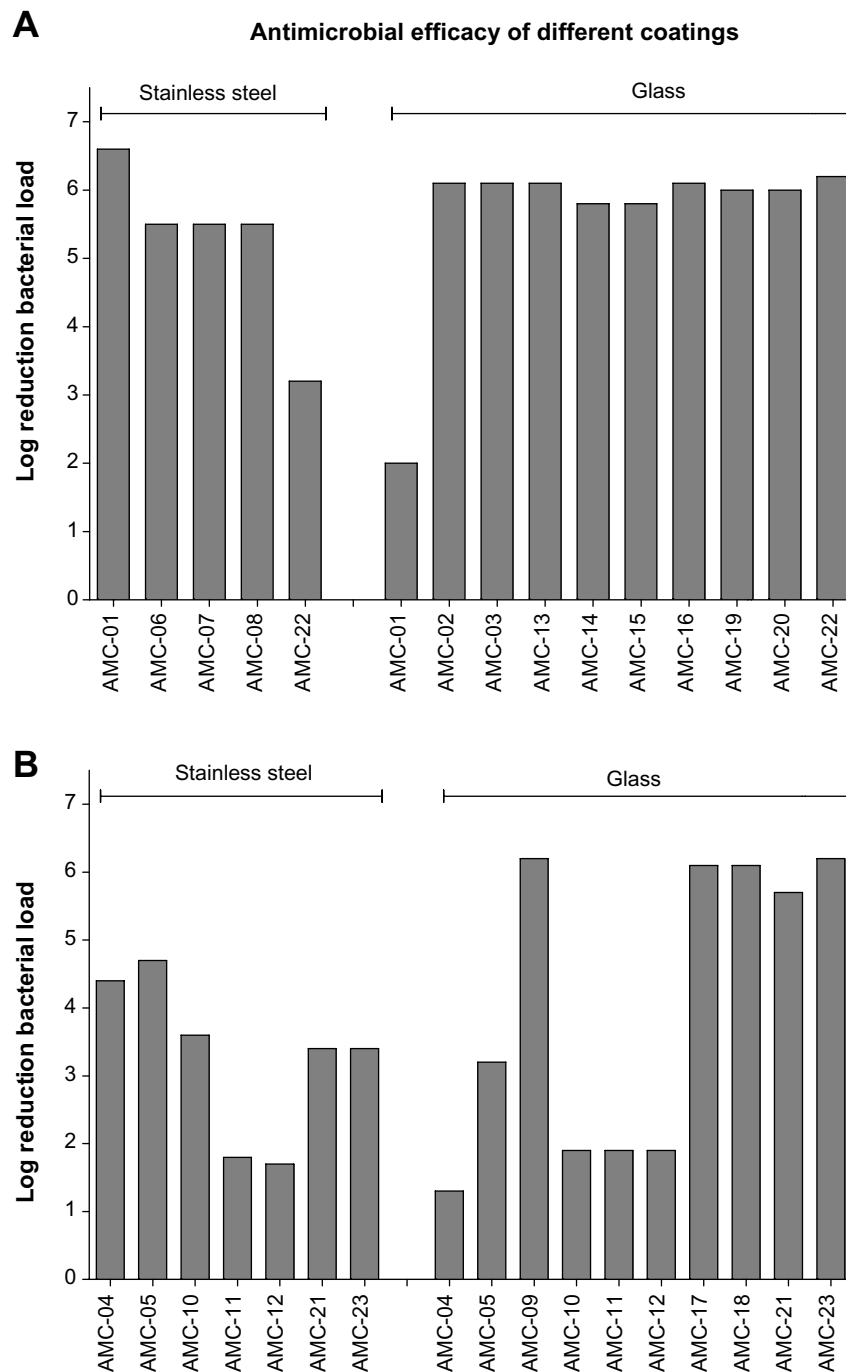 A
Antimicrobial efficacy of different coatings
Stainless steel
Glass
Log reduction bacterial load
7
6
5
4
3
2
1
0
AMC-01
AMC-06
AMC-07
AMC-08
AMC-22
AMC-01
AMC-02
AMC-03
AMC-13
AMC-14
AMC-15
AMC-16
AMC-19
AMC-20
AMC-22
B
Stainless steel
Glass
Log reduction bacterial load
7
6
5
4
3
2
1
0
AMC-04
AMC-05
AMC-10
AMC-11
AMC-12
AMC-21
AMC-23
AMC-04
AMC-05
AMC-09
AMC-10
AMC-11
AMC-12
AMC-17
AMC-18
AMC-21
AMC-23